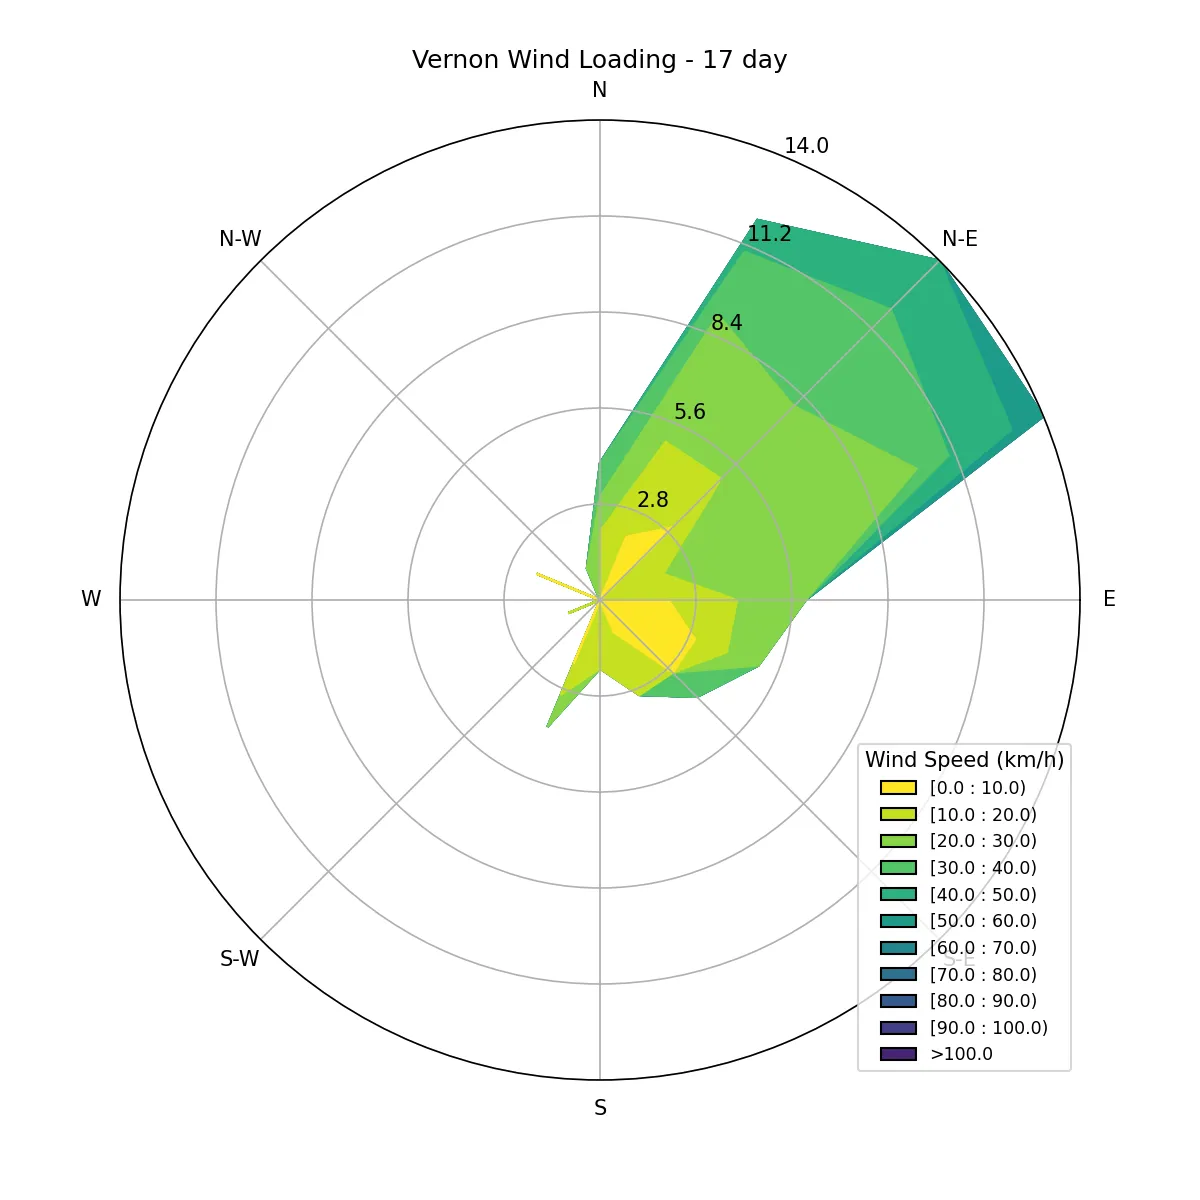 Vernon Wind Loading - 17 day
N
14.0
11.2
N-W
N-E
8.4
5.6
2.8
W
E
Wind Speed (km/h)
[0.0 : 10.0)
[10.0 : 20.0)
[20.0 : 30.0)
[30.0 : 40.0)
[40.0 : 50.0)
[50.0 : 60.0)
[60.0 : 70.0)
S-W
S-E
[70.0 : 80.0)
[80.0 : 90.0)
[90.0 : 100.0)
>100.0
S